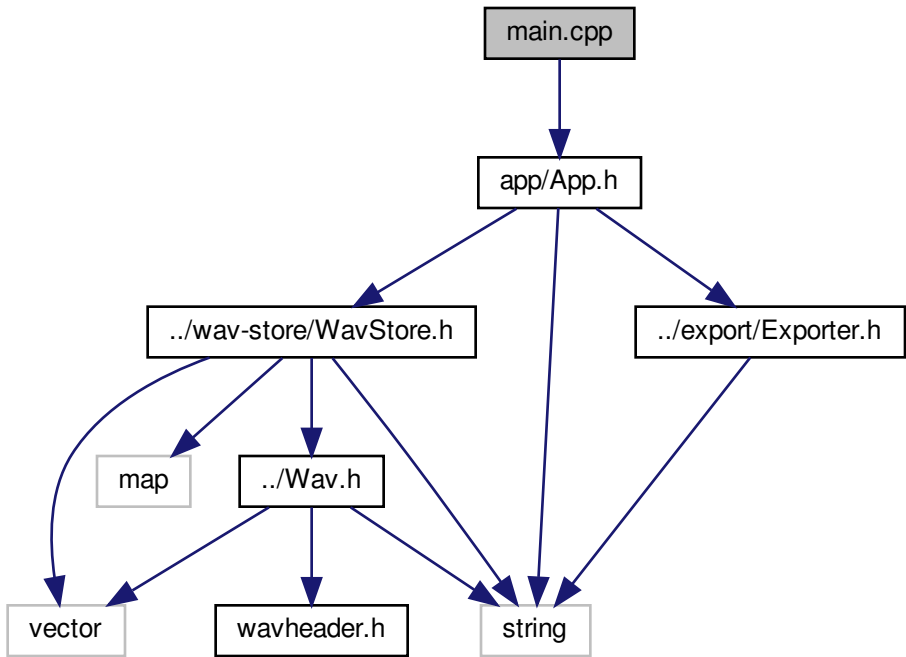 main.cpp
app/App.h
../wav-store/WavStore.h
../export/Exporter.h
map
../Wav.h
vector
wavheader.h
string